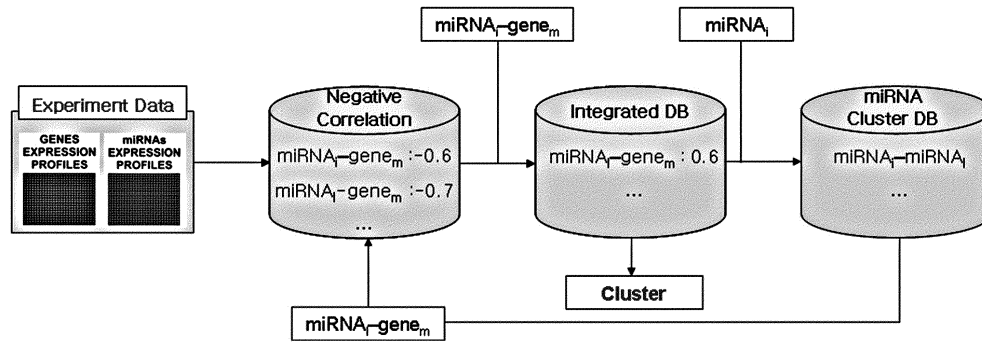 miRNAi–genem
miRNAi
Experiment Data
GENES
EXPRESSION
PROFILES
miRNAs
EXPRESSION
PROFILES
Negative
Correlation
miRNAi–genem :-0.6
miRNAl-genem :-0.7
...
Integrated DB
miRNAi–genem : 0.6
...
miRNA
Cluster DB
miRNAi–miRNAl
...
Cluster
miRNAl–genem